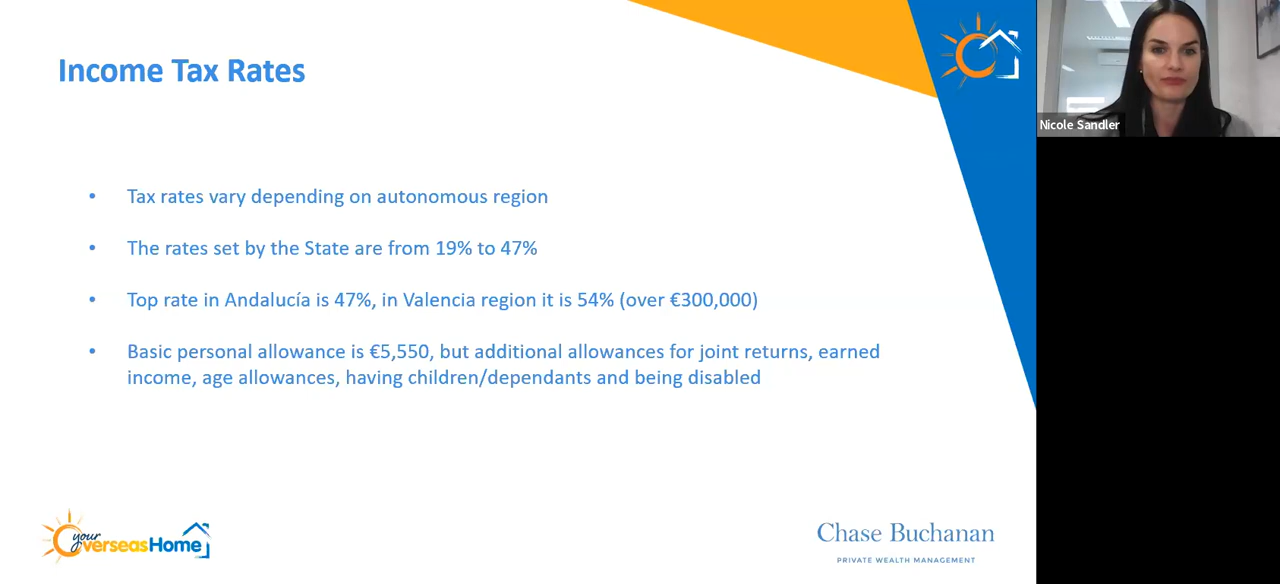 Income Tax Rates
Nicole Sandler
• Tax rates vary depending on autonomous region
• The rates set by the State are from 19% to 47%
• Top rate in Andalucía is 47%, in Valencia region it is 54% (over €300,000)
• Basic personal allowance is €5,550, but additional allowances for joint returns, earned
income, age allowances, having children/dependants and being disabled
your
OverseasHome
Chase Buchanan
PRIVATE WEALTH MANAGEMENT